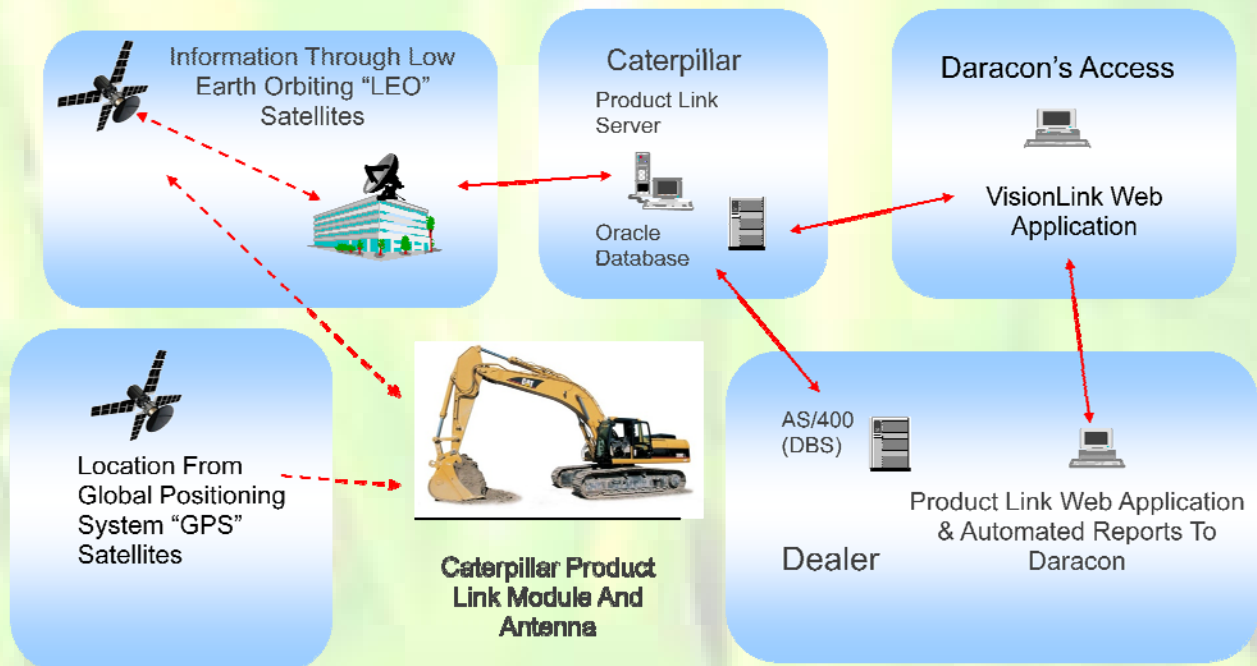 Information Through Low
Earth Orbiting “LEO”
Satellites
Caterpillar
Product Link
Server
Oracle
Database
Daracon's Access
VisionLink Web
Application
Location From
Global Positioning
System “GPS”
Satellites
CAT
Caterpillar Product
Link Module And
Antenna
AS/400
(DBS)
Dealer
Product Link Web Application
& Automated Reports To
Daracon